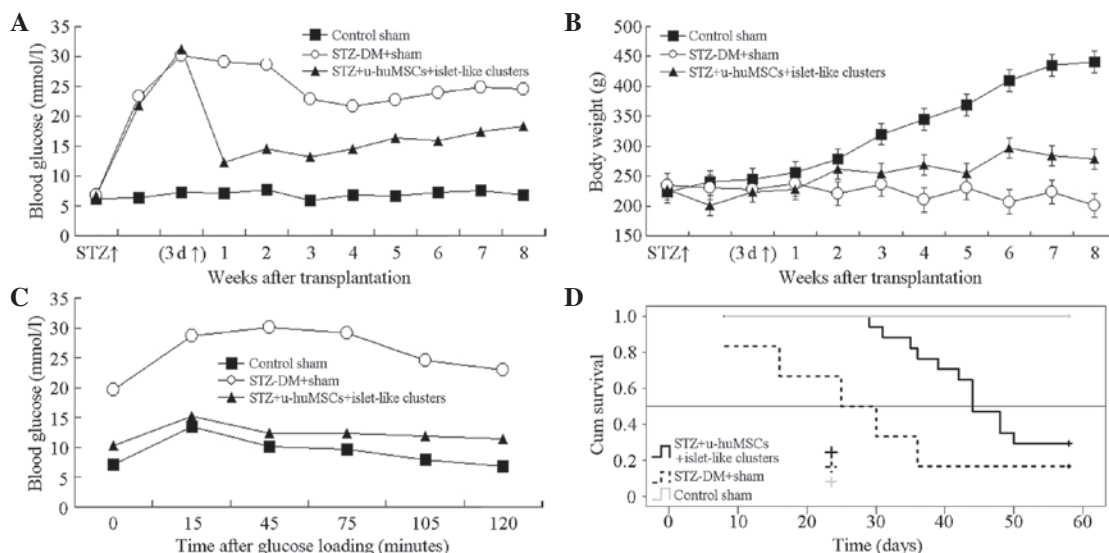 A
Blood glucose (mmol/l)
35
30
25
20
15
10
5
0
Control sham
STZ-DM+sham
STZ+u-huMSCs+islet-like clusters
STZ↑ (3 d ↑) 1 2 3 4 5 6 7 8
Weeks after transplantation
B
Body weight (g)
450
400
350
300
250
200
150
Control sham
STZ-DM+sham
STZ+u-huMSCs+islet-like clusters
STZ↑ (3 d ↑) 1 2 3 4 5 6 7 8
Weeks after transplantation
C
Blood glucose (mmol/l)
35
30
25
20
15
10
5
0
Control sham
STZ-DM+sham
STZ+u-huMSCs+islet-like clusters
0 15 45 75 105 120
Time after glucose loading (minutes)
D
Cum survival
1.0
0.8
0.6
0.4
0.2
0
STZ+u-huMSCs
+islet-like clusters
STZ-DM+sham
Control sham
0 10 20 30 40 50 60
Time (days)